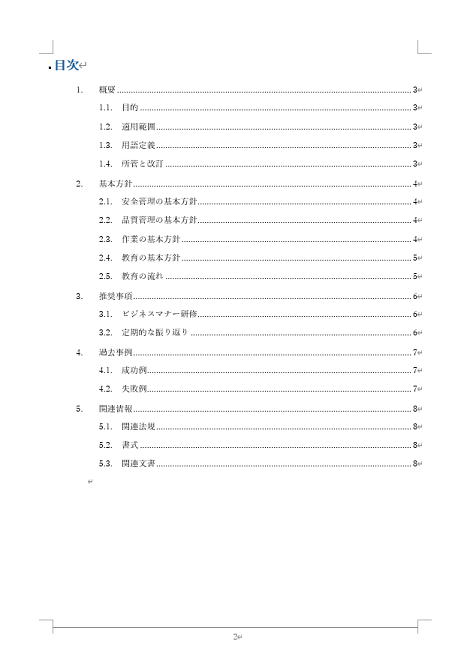 ▪ 目次↵
1. 概要 3↵
1.1. 目的 3↵
1.2. 適用範囲 3↵
1.3. 用語定義 3↵
1.4. 所管と改訂 3↵
2. 基本方針 4↵
2.1. 安全管理の基本方針 4↵
2.2. 品質管理の基本方針 4↵
2.3. 作業の基本方針 4↵
2.4. 教育の基本方針 5↵
2.5. 教育の流れ 5↵
3. 推奨事項 6↵
3.1. ビジネスマナー研修 6↵
3.2. 定期的な振り返り 6↵
4. 過去事例 7↵
4.1. 成功例 7↵
4.2. 失敗例 7↵
5. 関連情報 8↵
5.1. 関連法規 8↵
5.2. 書式 8↵
5.3. 関連文書 8↵
↵
2↵